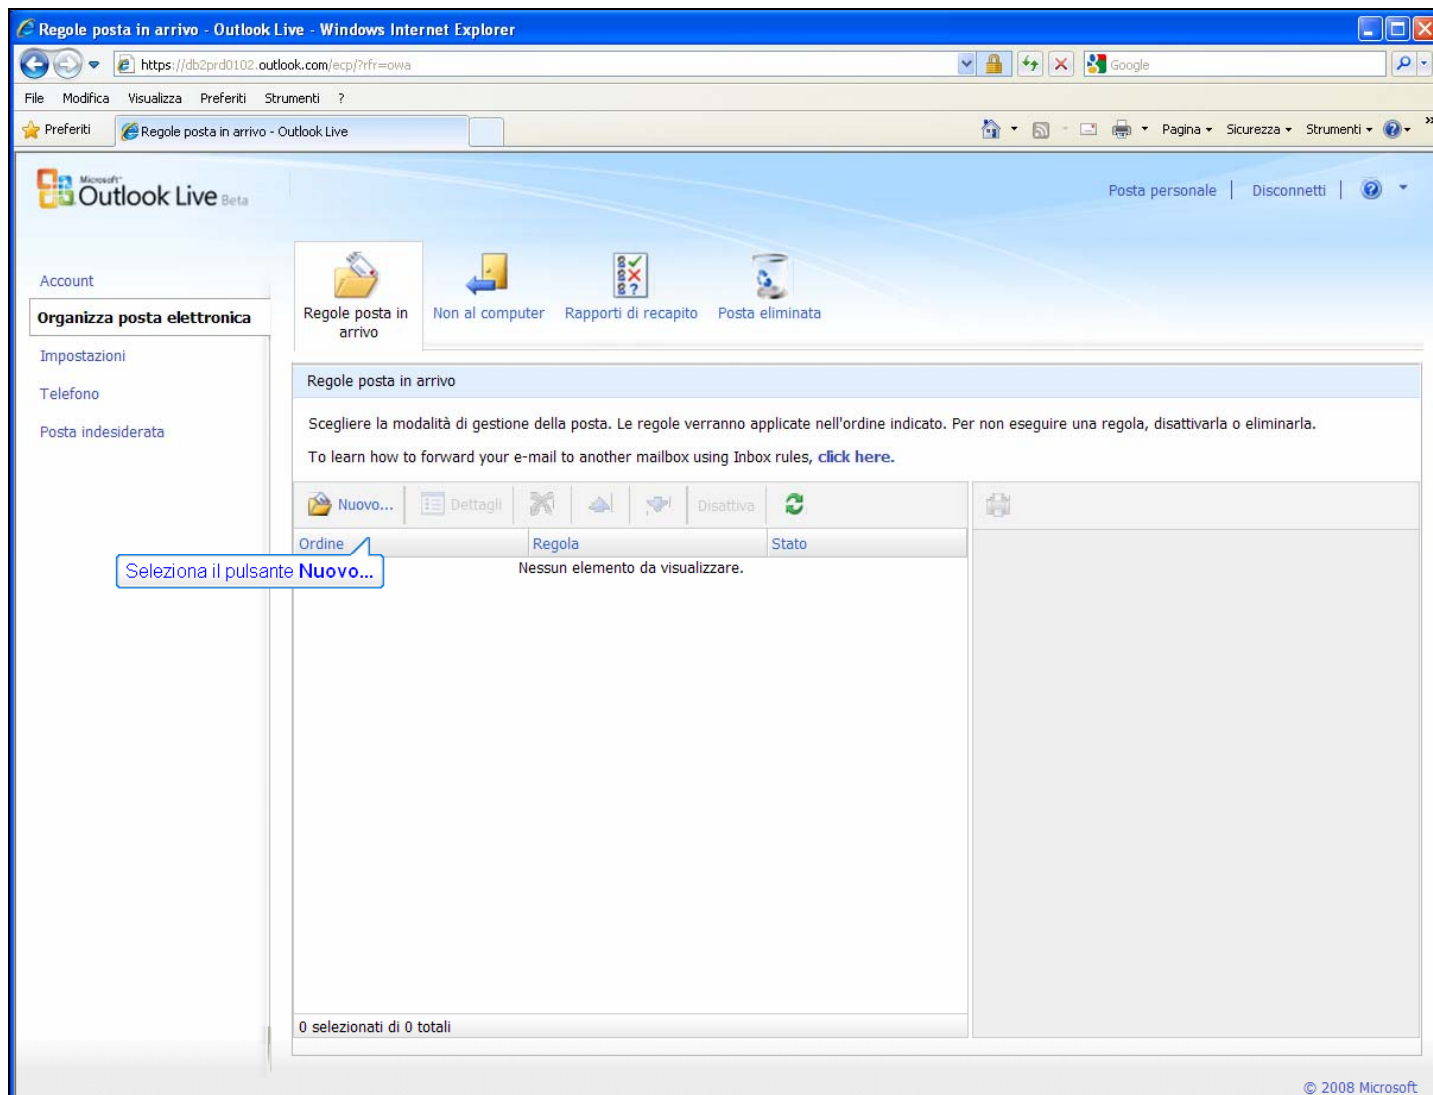 Regole posta in arrivo - Outlook Live - Windows Internet Explorer
https://db2prd0102.outlook.com/ecp/?rfr=owa
Google
File Modifica Visualizza Preferiti Strumenti ?
Preferiti
Regole posta in arrivo - Outlook Live
Pagina Sicurezza Strumenti
Microsoft
Outlook Live Beta
Posta personale | Disconnetti |
Account
Organizza posta elettronica
Impostazioni
Telefono
Posta indesiderata
Regole posta in
arrivo
Non al computer
Rapporti di recapito
Posta eliminata
Regole posta in arrivo
Scegliere la modalità di gestione della posta. Le regole verranno applicate nell'ordine indicato. Per non eseguire una regola, disattivarla o eliminarla.
To learn how to forward your e-mail to another mailbox using Inbox rules, click here.
Nuovo... Dettagli Disattiva
Ordine Regola Stato
Seleziona il pulsante Nuovo...
Nessun elemento da visualizzare.
0 selezionati di 0 totali
© 2008 Microsoft